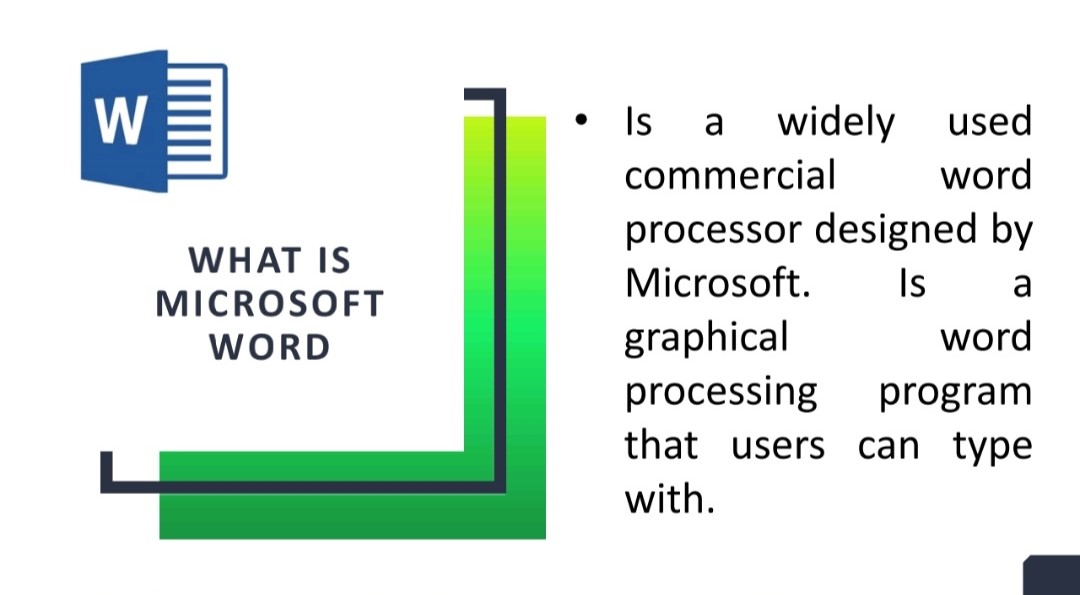 W
WHAT IS
MICROSOFT
WORD
• Is a widely used
commercial word
processor designed by
Microsoft. Is a
graphical word
processing program
that users can type
with.